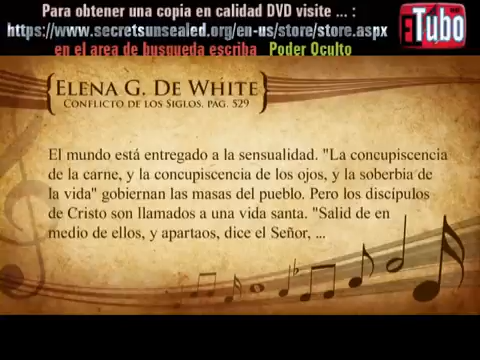 Para obtener una copia en calidad DVD visite ... :
https://www.secretsunsealed.org/en-us/store/store.aspx
en el area de busqueda escriba  Poder Oculto
ETubo
{ELENA G. DE WHITE}
CONFLICTO DE LOS SIGLOS, PÁG. 529
El mundo está entregado a la sensualidad. "La concupiscencia
de la carne, y la concupiscencia de los ojos, y la soberbia de
la vida" gobiernan las masas del pueblo. Pero los discípulos
de Cristo son llamados a una vida santa. "Salid de en
medio de ellos, y apartaos, dice el Señor, ...